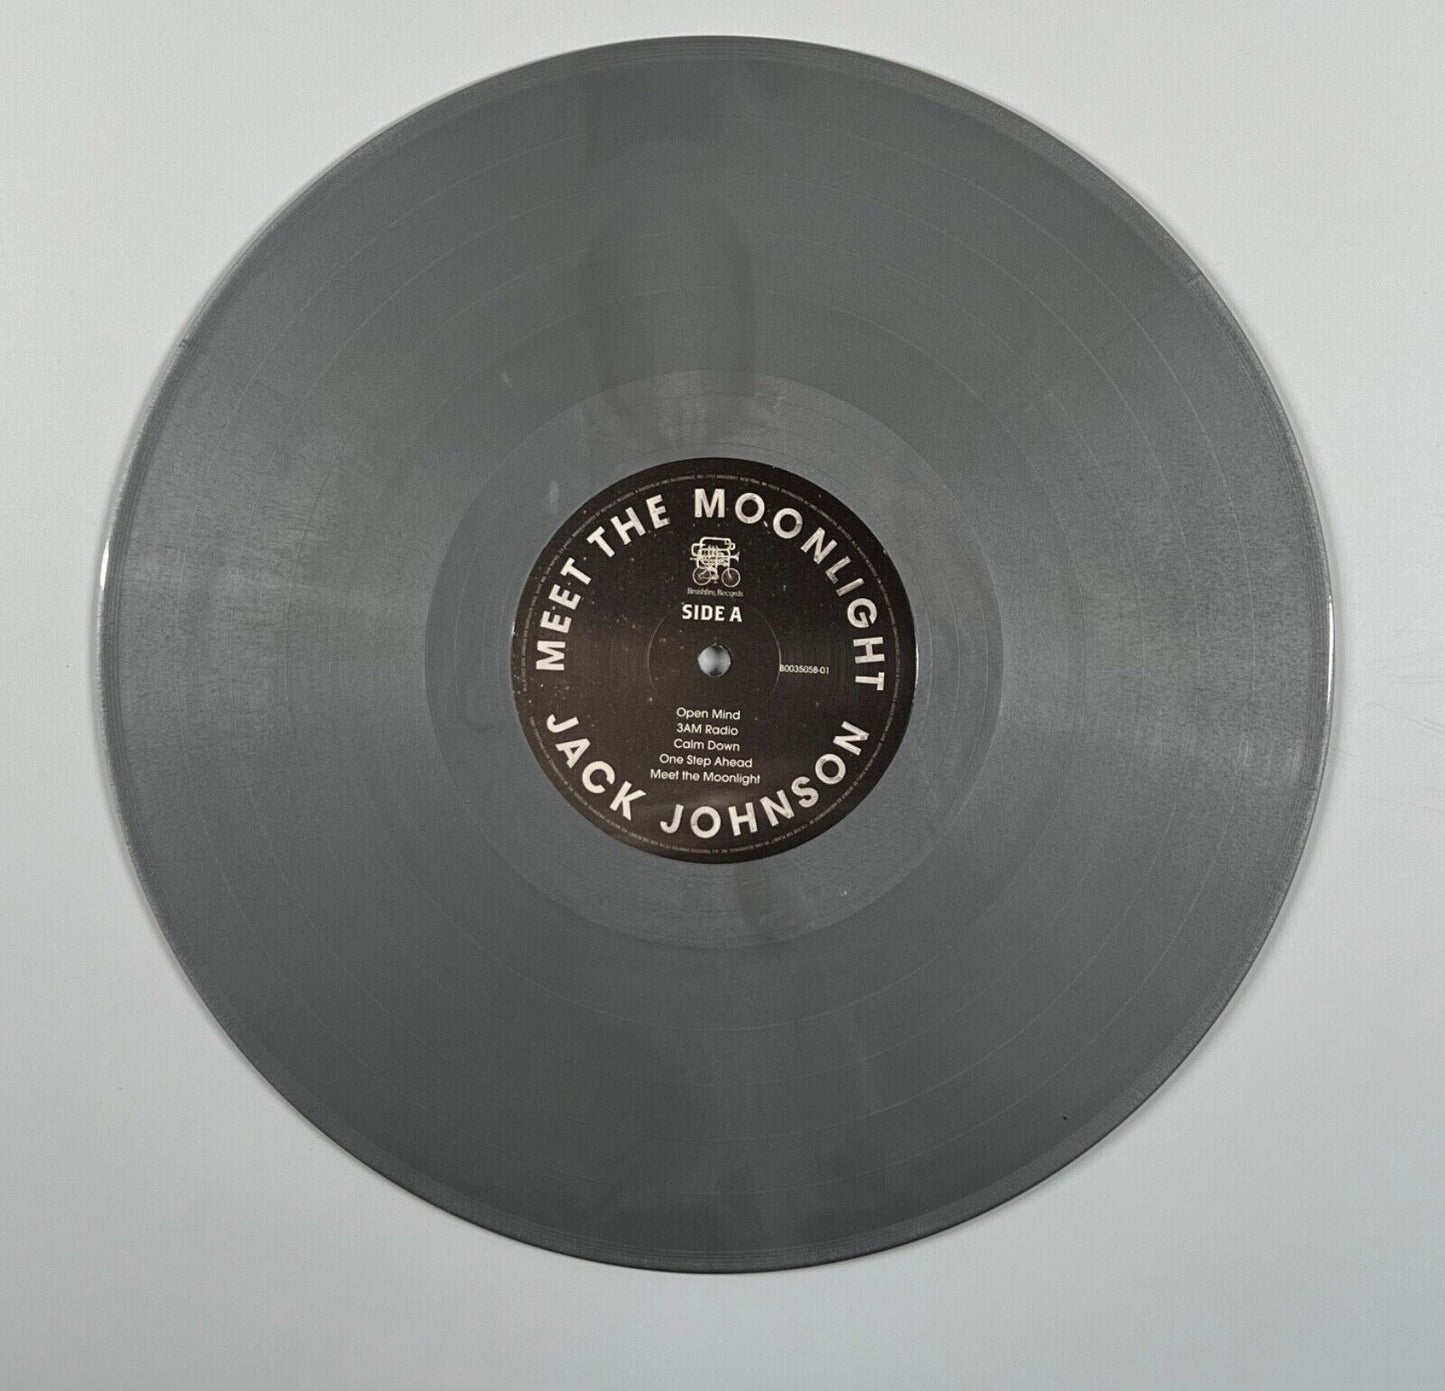 MEET THE MOONLIGHT
Brushfire Records
SIDE A
B0035058-01
Open Mind
3AM Radio
Calm Down
One Step Ahead
Meet the Moonlight
JACK JOHNSON